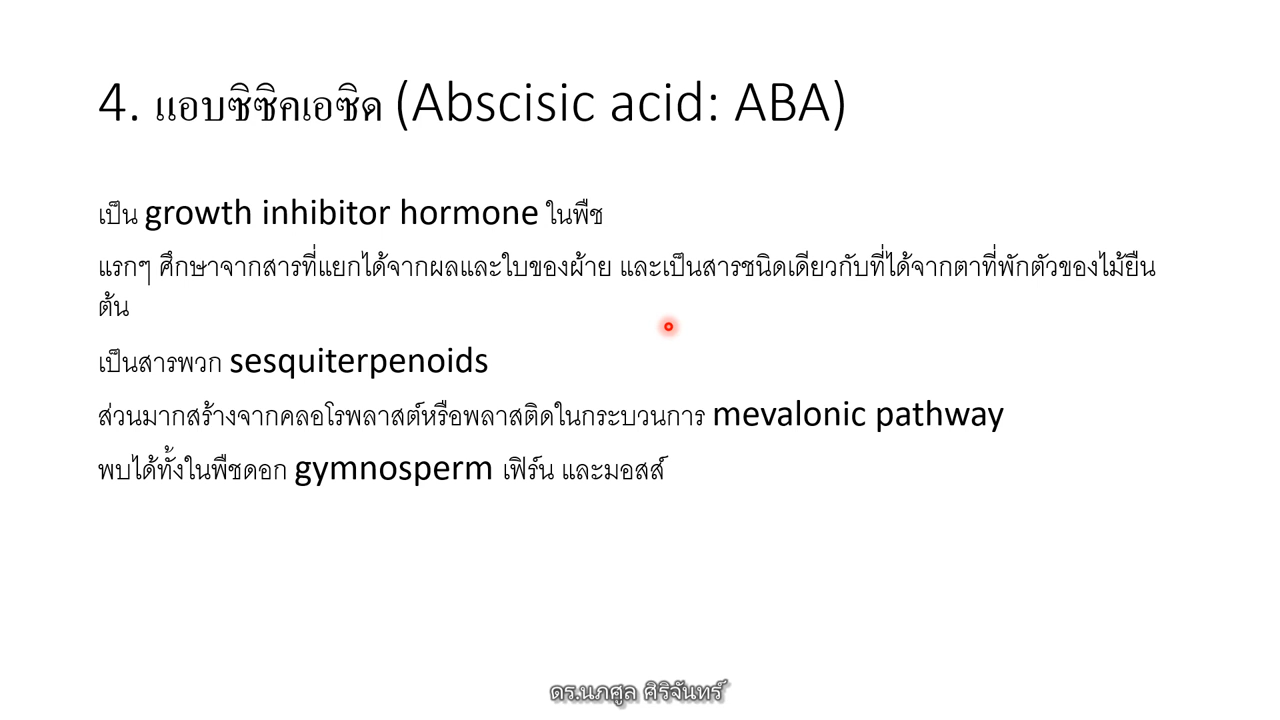 4. แอบซิซิคเอซิด (Abscisic acid: ABA)
เป็น growth inhibitor hormone ในพืช
แรกๆ ศึกษาจากสารที่แยกได้จากผลและใบของผ้าย และเป็นสารชนิดเดียวกับที่ได้จากตาที่พักตัวของไม้ยืน
ต้น
เป็นสารพวก sesquiterpenoids
ส่วนมากสร้างจากคลอโรพลาสต์หรือพลาสติดในกระบวนการ mevalonic pathway
พบได้ทั้งในพืชดอก gymnosperm เฟิร์น และมอสส์
ดร.นภศูล ศิริจันทร์